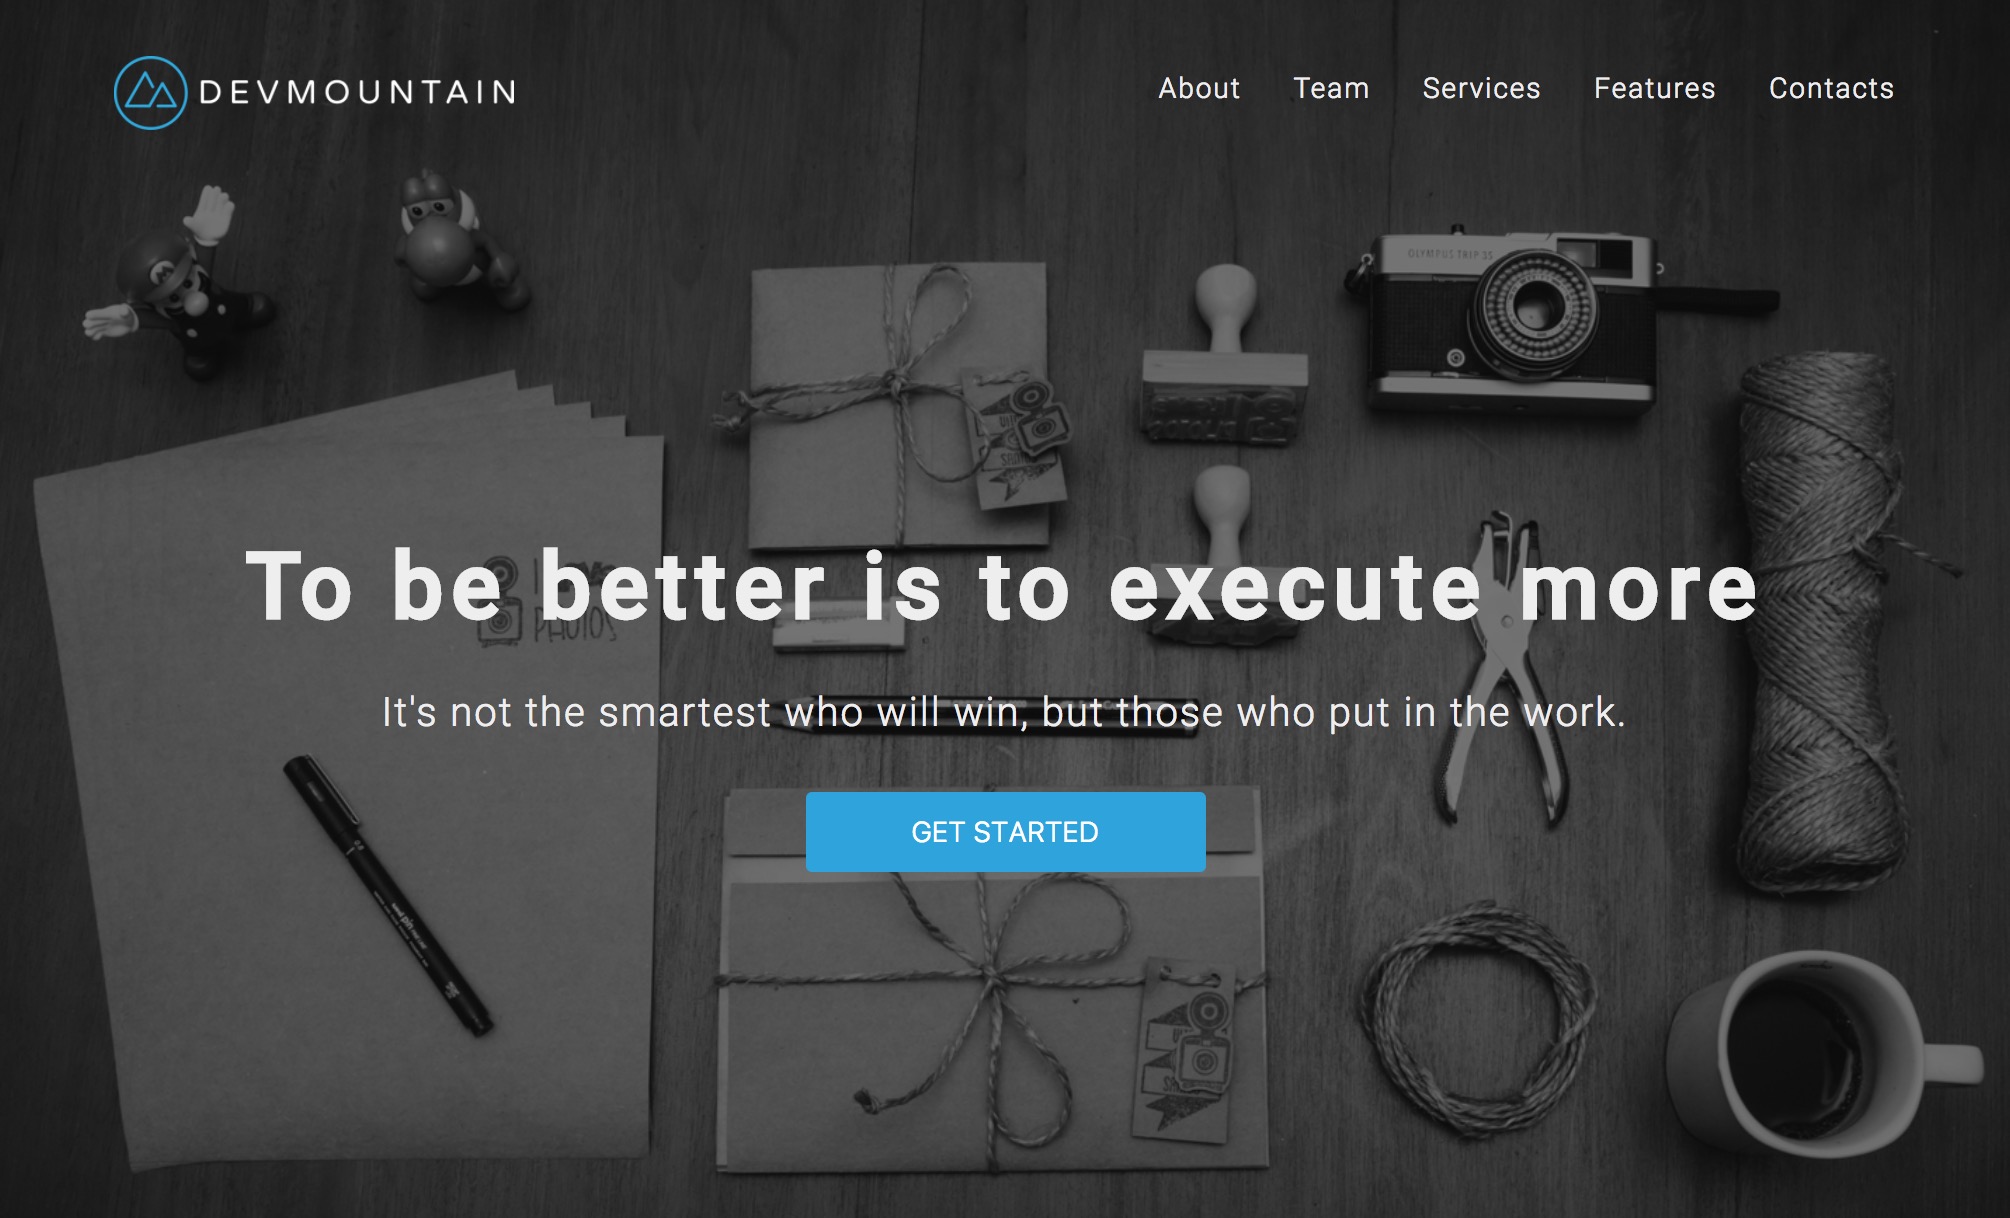 DEVMOUNTAIN
About Team Services Features Contacts
OLYMPUS TRIP 35
To be better is to execute more
PHOTOS
It's not the smartest who will win, but those who put in the work.
GET STARTED
pin